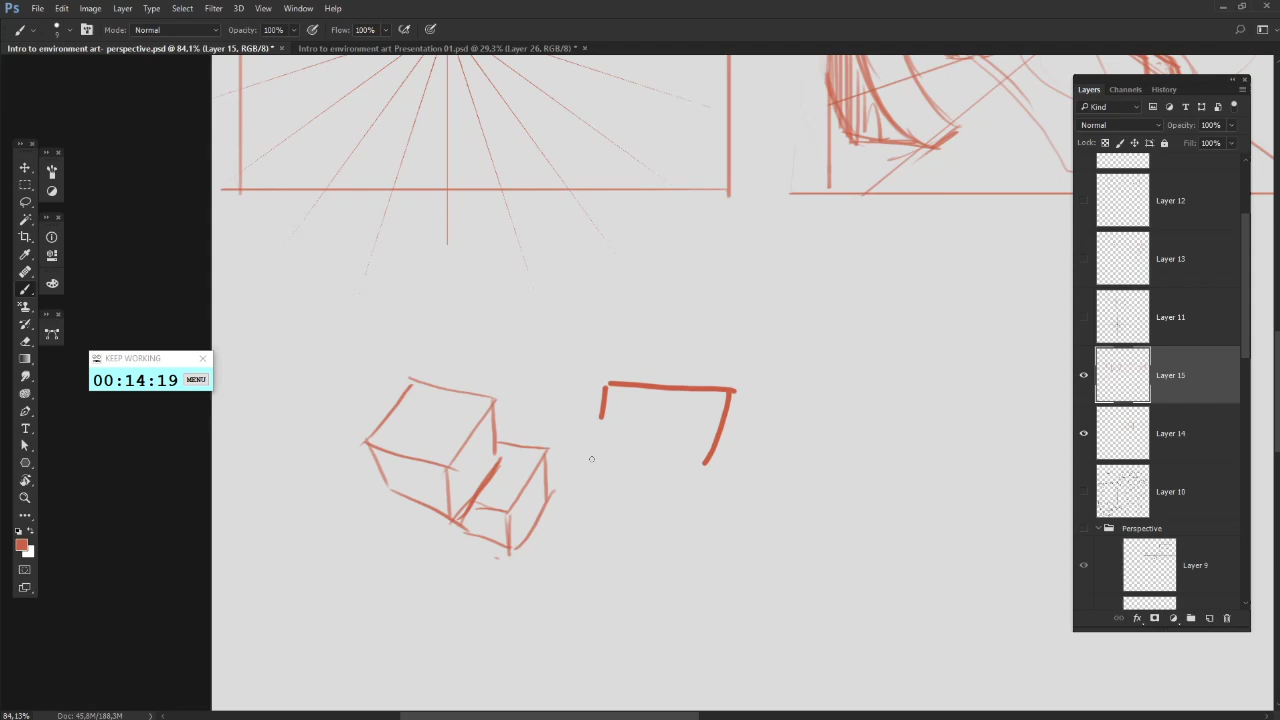 Ps File Edit Image Layer Type Select Filter 3D View Window Help
Mode: Normal Opacity: 100% Flow: 100%
Intro to environment art- perspective.psd @ 84,1% (Layer 15, RGB/8) * × Intro to environment art Presentation 01.psd @ 29.3% (Layer 26, RGB/8) * ×
Layers Channels History
Kind
Normal Opacity: 100%
Lock: Fill: 100%
Layer 12
Layer 13
Layer 11
KEEP WORKING
00:14:19 MENU
Layer 15
Layer 14
Layer 10
Perspective
Layer 9
fx
84,13% Doc: 45,8M/188,3M